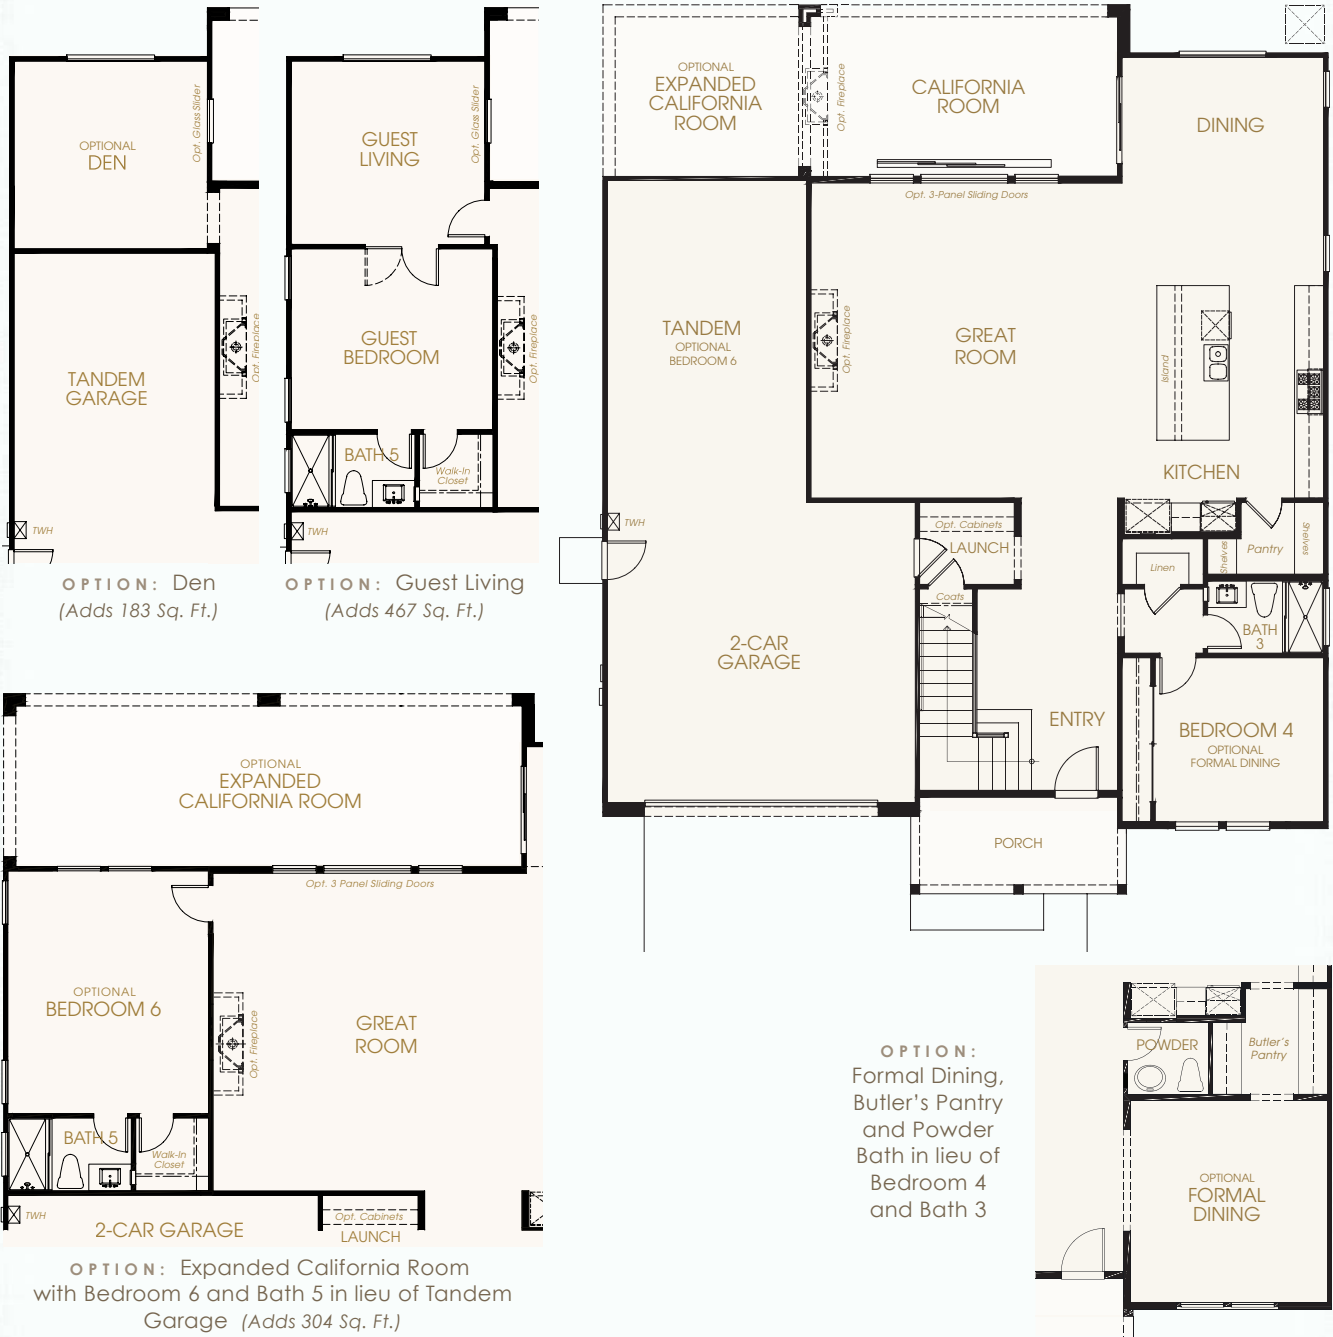 OPTIONAL
DEN
Opt. Glass Slider
TANDEM
GARAGE
Opt. Fireplace
TWH
OPTION: Den
(Adds 183 Sq. Ft.)
GUEST
LIVING
Opt. Glass Slider
GUEST
BEDROOM
Opt. Fireplace
BATH 5
Walk-In
Closet
TWH
OPTION: Guest Living
(Adds 467 Sq. Ft.)
OPTIONAL
EXPANDED
CALIFORNIA
ROOM
Opt. Fireplace
CALIFORNIA
ROOM
DINING
Opt. 3-Panel Sliding Doors
TANDEM
OPTIONAL
BEDROOM 6
Opt. Fireplace
GREAT
ROOM
Island
KITCHEN
TWH
Opt. Cabinets
LAUNCH
Coats
Linen
Shelves
Pantry
Shelves
BATH
3
2-CAR
GARAGE
ENTRY
BEDROOM 4
OPTIONAL
FORMAL DINING
PORCH
OPTIONAL
EXPANDED
CALIFORNIA ROOM
Opt. 3 Panel Sliding Doors
OPTIONAL
BEDROOM 6
Opt. Fireplace
GREAT
ROOM
BATH 5
Walk-In
Closet
TWH
2-CAR GARAGE
Opt. Cabinets
LAUNCH
OPTION: Expanded California Room
with Bedroom 6 and Bath 5 in lieu of Tandem
Garage (Adds 304 Sq. Ft.)
OPTION:
Formal Dining,
Butler's Pantry
and Powder
Bath in lieu of
Bedroom 4
and Bath 3
POWDER
Butler's
Pantry
OPTIONAL
FORMAL
DINING